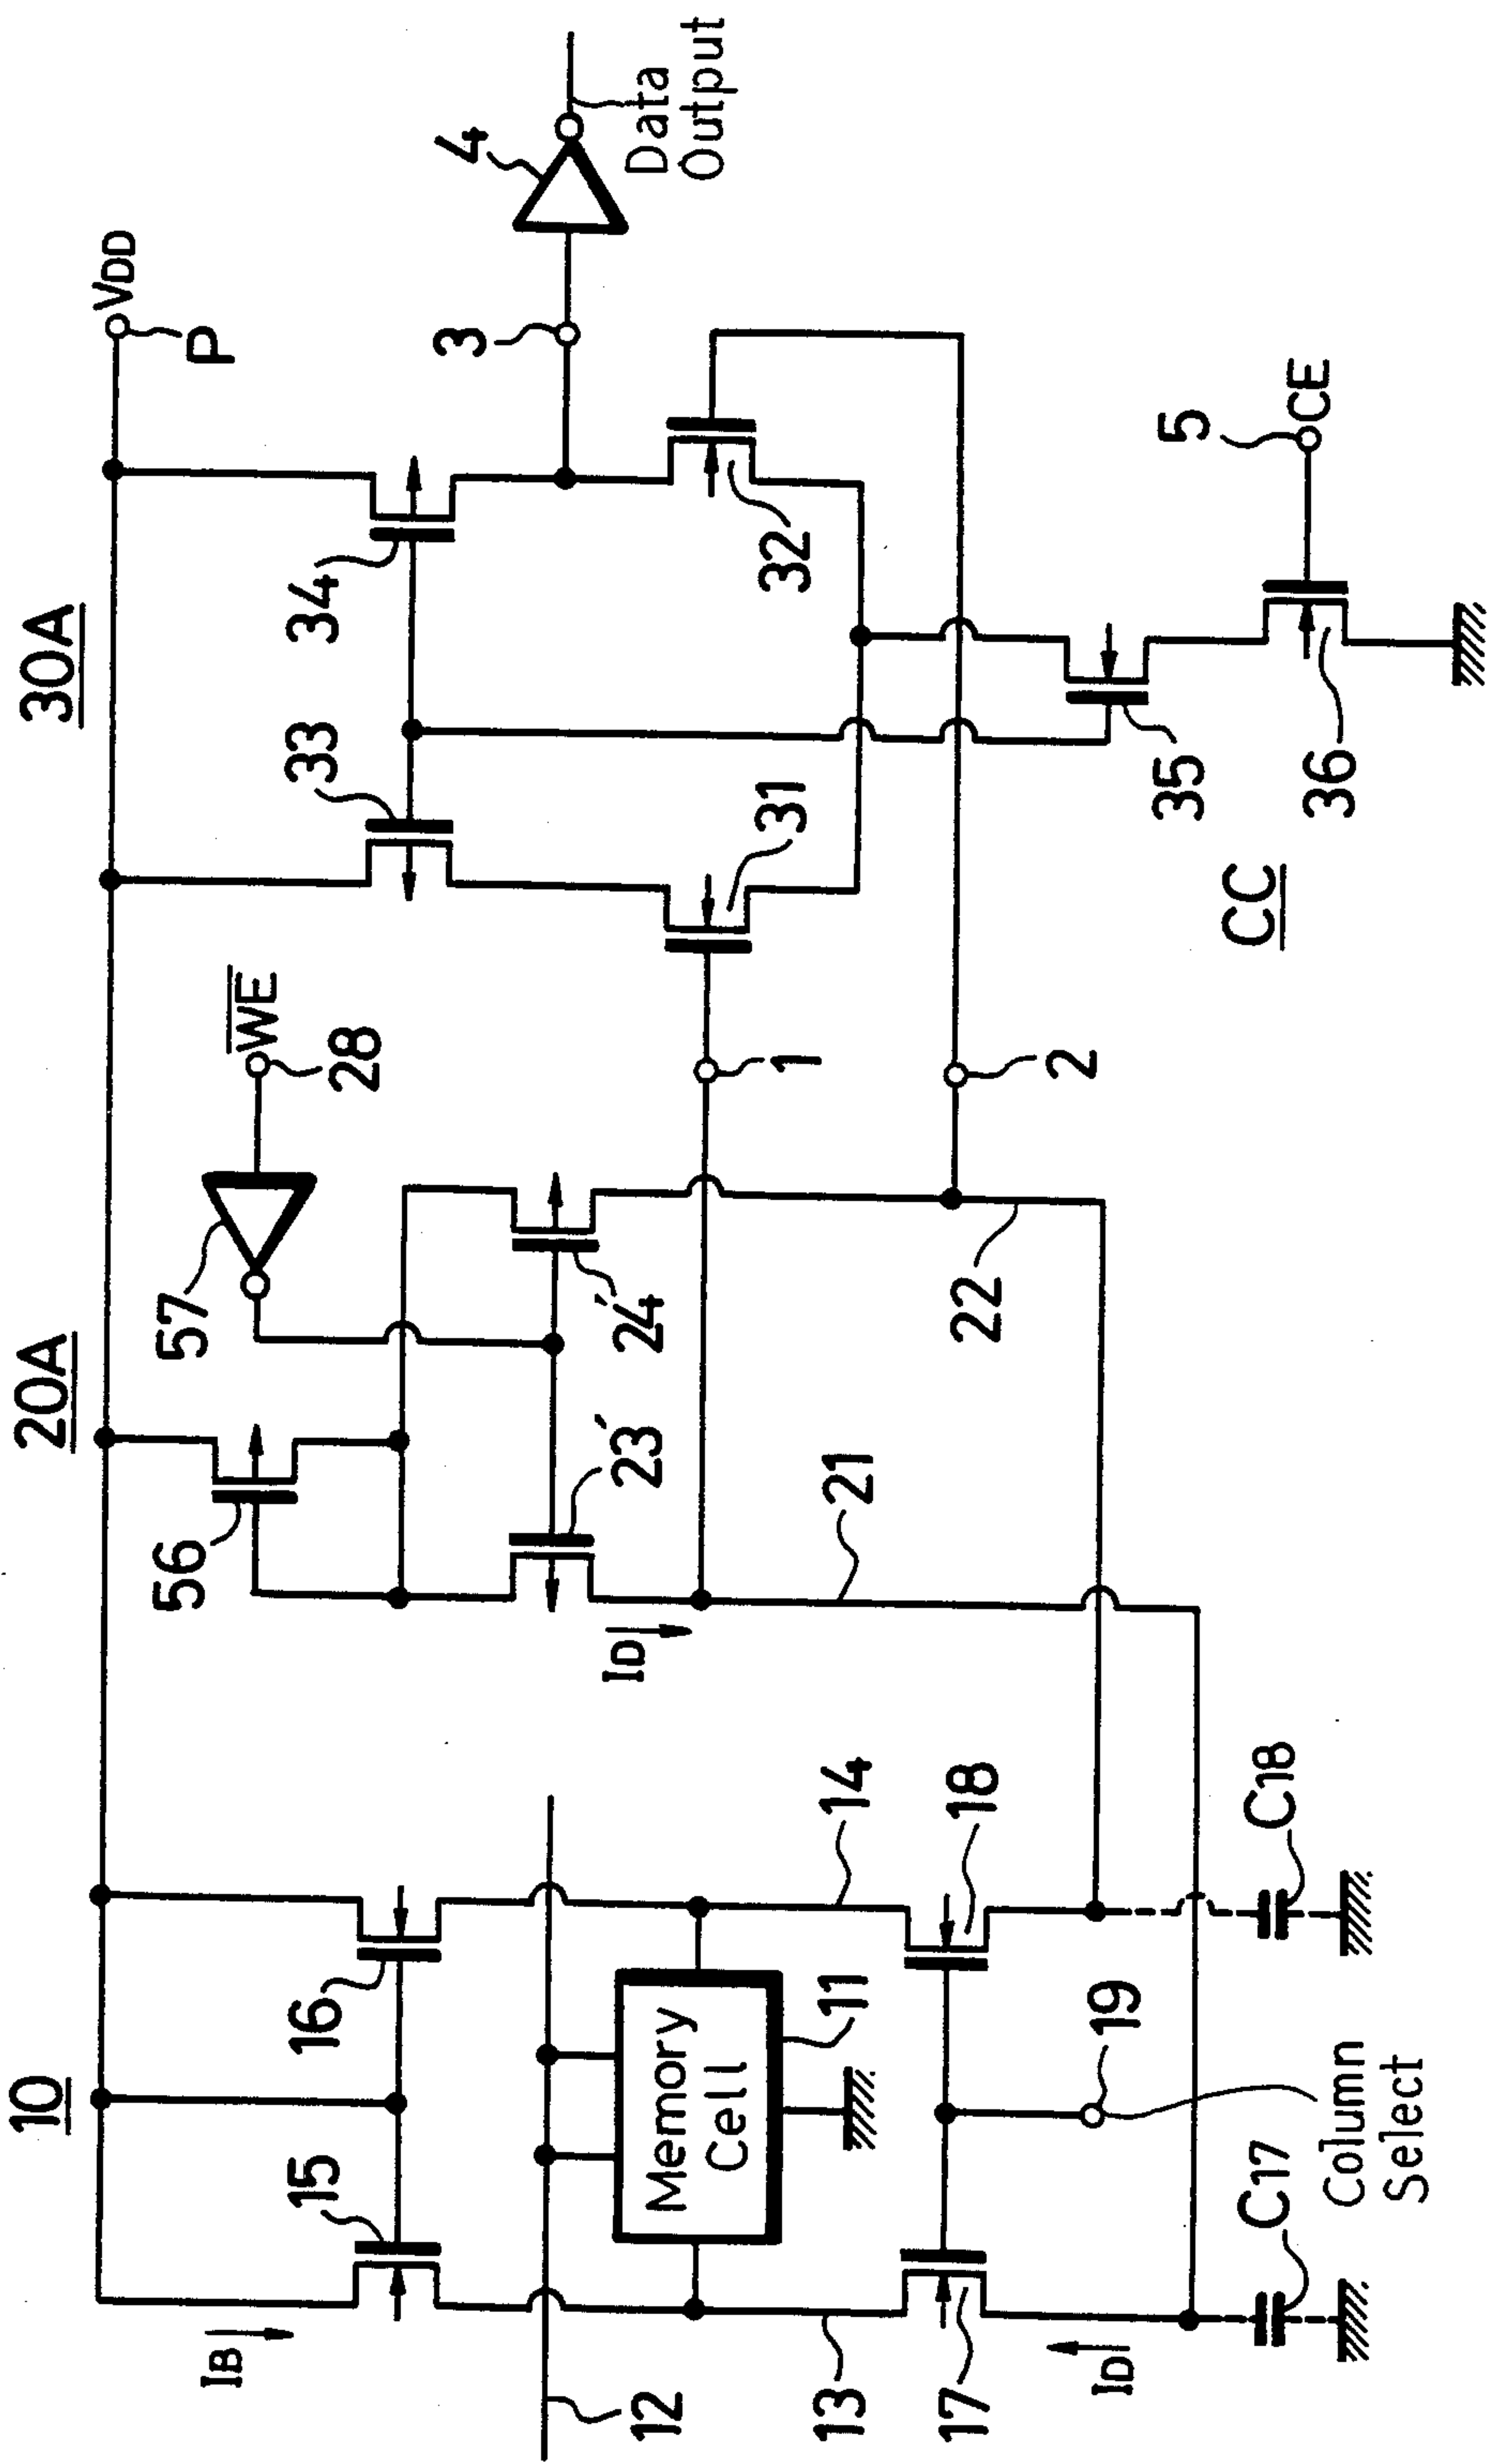 10
20A
30A
VDD
P
IB
15
16
56
57
WE
28
33
34
3
4
Data
Output
12
Memory
Cell
11
ID
23'
24'
1
31
32
13
14
21
22
2
17
18
19
ID
Column
Select
C17
C18
CC
35
36
5
CE